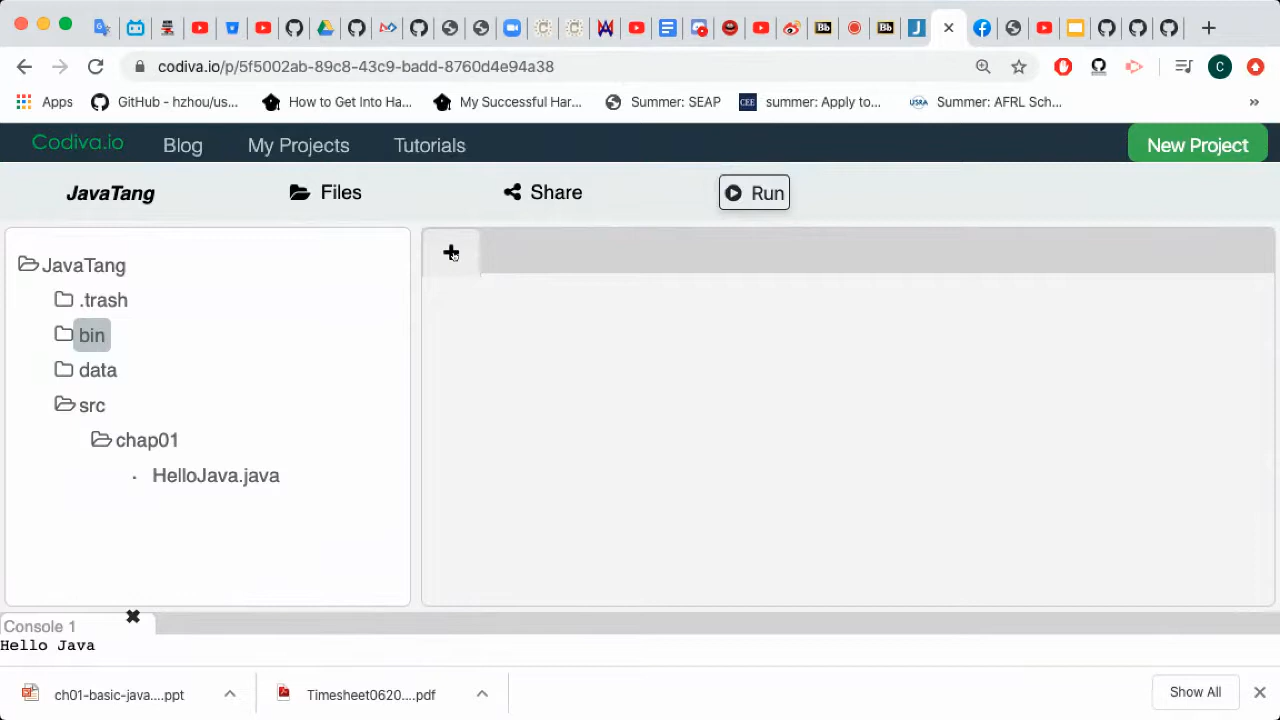 codiva.io/p/5f5002ab-89c8-43c9-badd-8760d4e94a38
C
Apps
GitHub - hzhou/us...
How to Get Into Ha...
My Successful Har...
Summer: SEAP
CEE
summer: Apply to...
USRA
Summer: AFRL Sch...
»
Codiva.io
Blog
My Projects
Tutorials
New Project
JavaTang
Files
Share
Run
JavaTang
.trash
bin
data
src
chap01
HelloJava.java
Console 1
Hello Java
ch01-basic-java....ppt
Timesheet0620....pdf
Show All